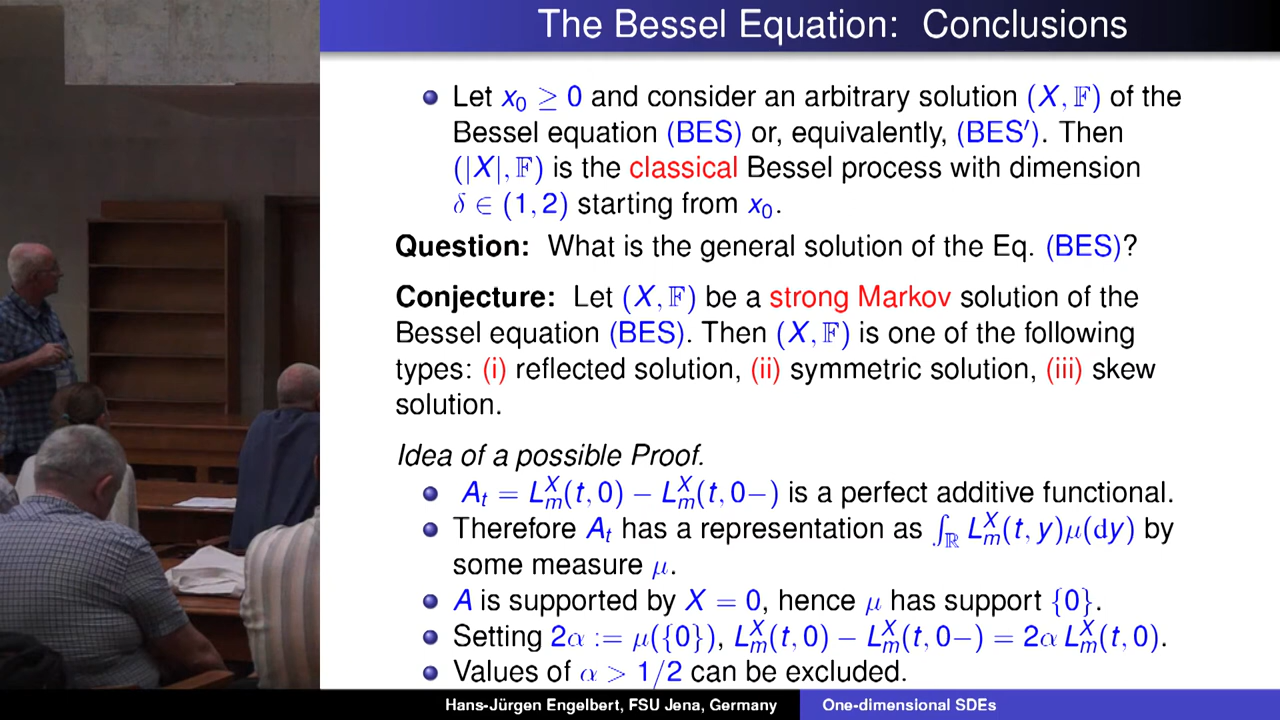 The Bessel Equation: Conclusions
Let x₀ ≥ 0 and consider an arbitrary solution (X, 𝔽) of the
Bessel equation (BES) or, equivalently, (BES′). Then
(|X|, 𝔽) is the classical Bessel process with dimension
δ ∈ (1, 2) starting from x₀.
Question: What is the general solution of the Eq. (BES)?
Conjecture: Let (X, 𝔽) be a strong Markov solution of the
Bessel equation (BES). Then (X, 𝔽) is one of the following
types: (i) reflected solution, (ii) symmetric solution, (iii) skew
solution.
Idea of a possible Proof.
A_t = L_m^X(t, 0) − L_m^X(t, 0−) is a perfect additive functional.
Therefore A_t has a representation as ∫_ℝ L_m^X(t, y)μ(dy) by
some measure μ.
A is supported by X = 0, hence μ has support {0}.
Setting 2α := μ({0}), L_m^X(t, 0) − L_m^X(t, 0−) = 2α L_m^X(t, 0).
Values of α > 1/2 can be excluded.
Hans-Jürgen Engelbert, FSU Jena, Germany One-dimensional SDEs